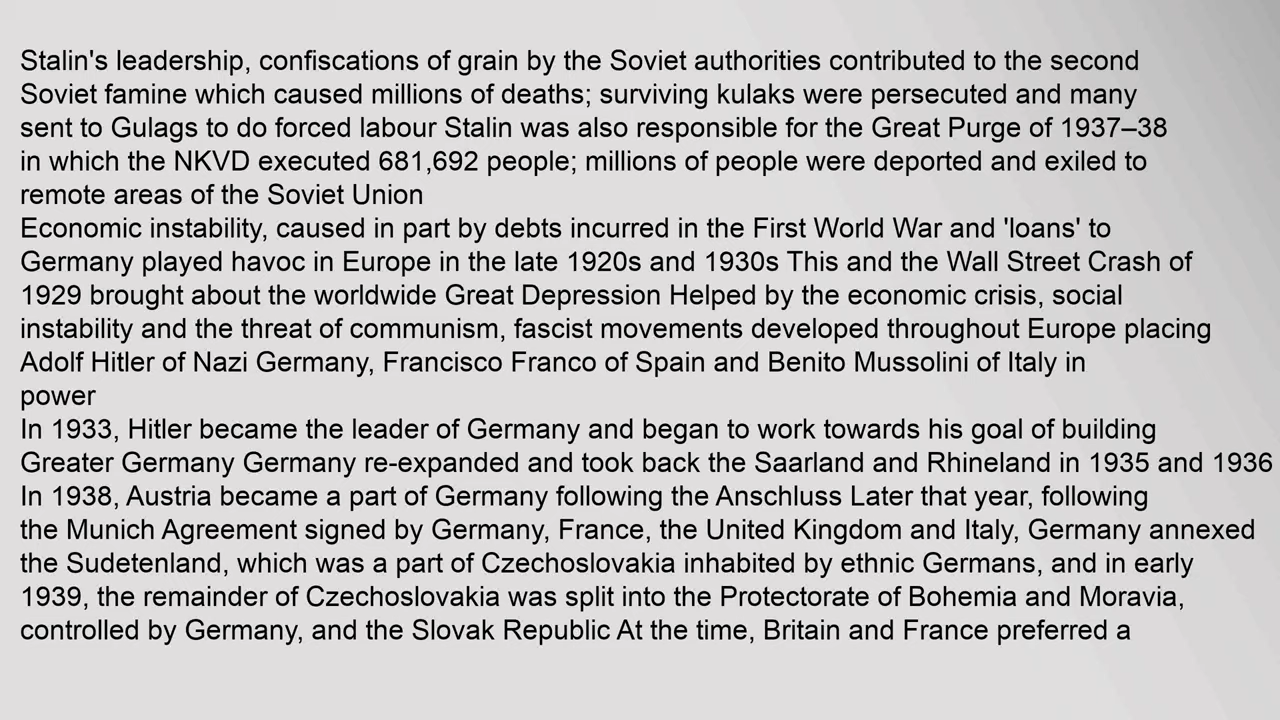 Stalin's leadership, confiscations of grain by the Soviet authorities contributed to the second
Soviet famine which caused millions of deaths; surviving kulaks were persecuted and many
sent to Gulags to do forced labour Stalin was also responsible for the Great Purge of 1937–38
in which the NKVD executed 681,692 people; millions of people were deported and exiled to
remote areas of the Soviet Union
Economic instability, caused in part by debts incurred in the First World War and 'loans' to
Germany played havoc in Europe in the late 1920s and 1930s This and the Wall Street Crash of
1929 brought about the worldwide Great Depression Helped by the economic crisis, social
instability and the threat of communism, fascist movements developed throughout Europe placing
Adolf Hitler of Nazi Germany, Francisco Franco of Spain and Benito Mussolini of Italy in
power
In 1933, Hitler became the leader of Germany and began to work towards his goal of building
Greater Germany Germany re-expanded and took back the Saarland and Rhineland in 1935 and 1936
In 1938, Austria became a part of Germany following the Anschluss Later that year, following
the Munich Agreement signed by Germany, France, the United Kingdom and Italy, Germany annexed
the Sudetenland, which was a part of Czechoslovakia inhabited by ethnic Germans, and in early
1939, the remainder of Czechoslovakia was split into the Protectorate of Bohemia and Moravia,
controlled by Germany, and the Slovak Republic At the time, Britain and France preferred a